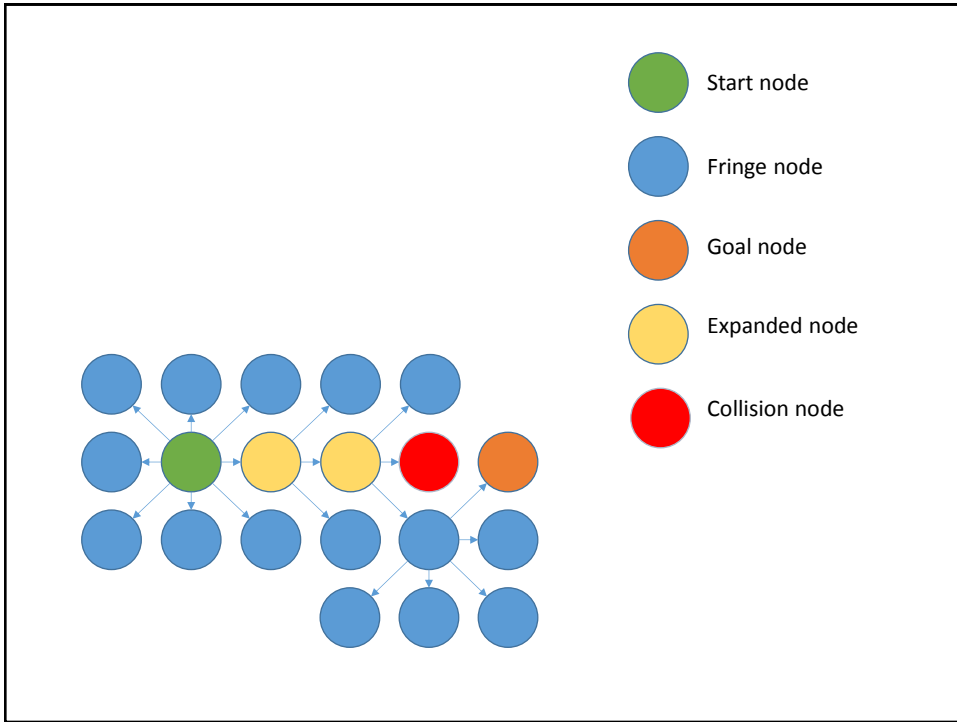 Start node
Fringe node
Goal node
Expanded node
Collision node